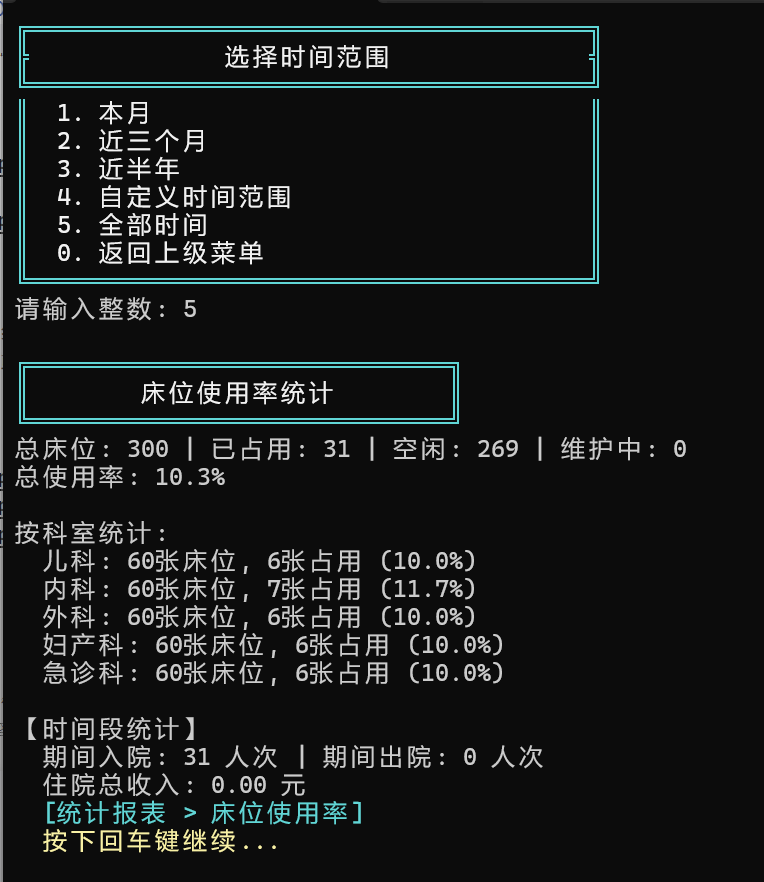 选择时间范围
1. 本月
2. 近三个月
3. 近半年
4. 自定义时间范围
5. 全部时间
0. 返回上级菜单
请输入整数: 5
床位使用率统计
总床位: 300 | 已占用: 31 | 空闲: 269 | 维护中: 0
总使用率: 10.3%
按科室统计:
儿科: 60张床位, 6张占用 (10.0%)
内科: 60张床位, 7张占用 (11.7%)
外科: 60张床位, 6张占用 (10.0%)
妇产科: 60张床位, 6张占用 (10.0%)
急诊科: 60张床位, 6张占用 (10.0%)
【时间段统计】
期间入院: 31 人次 | 期间出院: 0 人次
住院总收入: 0.00 元
[统计报表 > 床位使用率]
按下回车键继续...